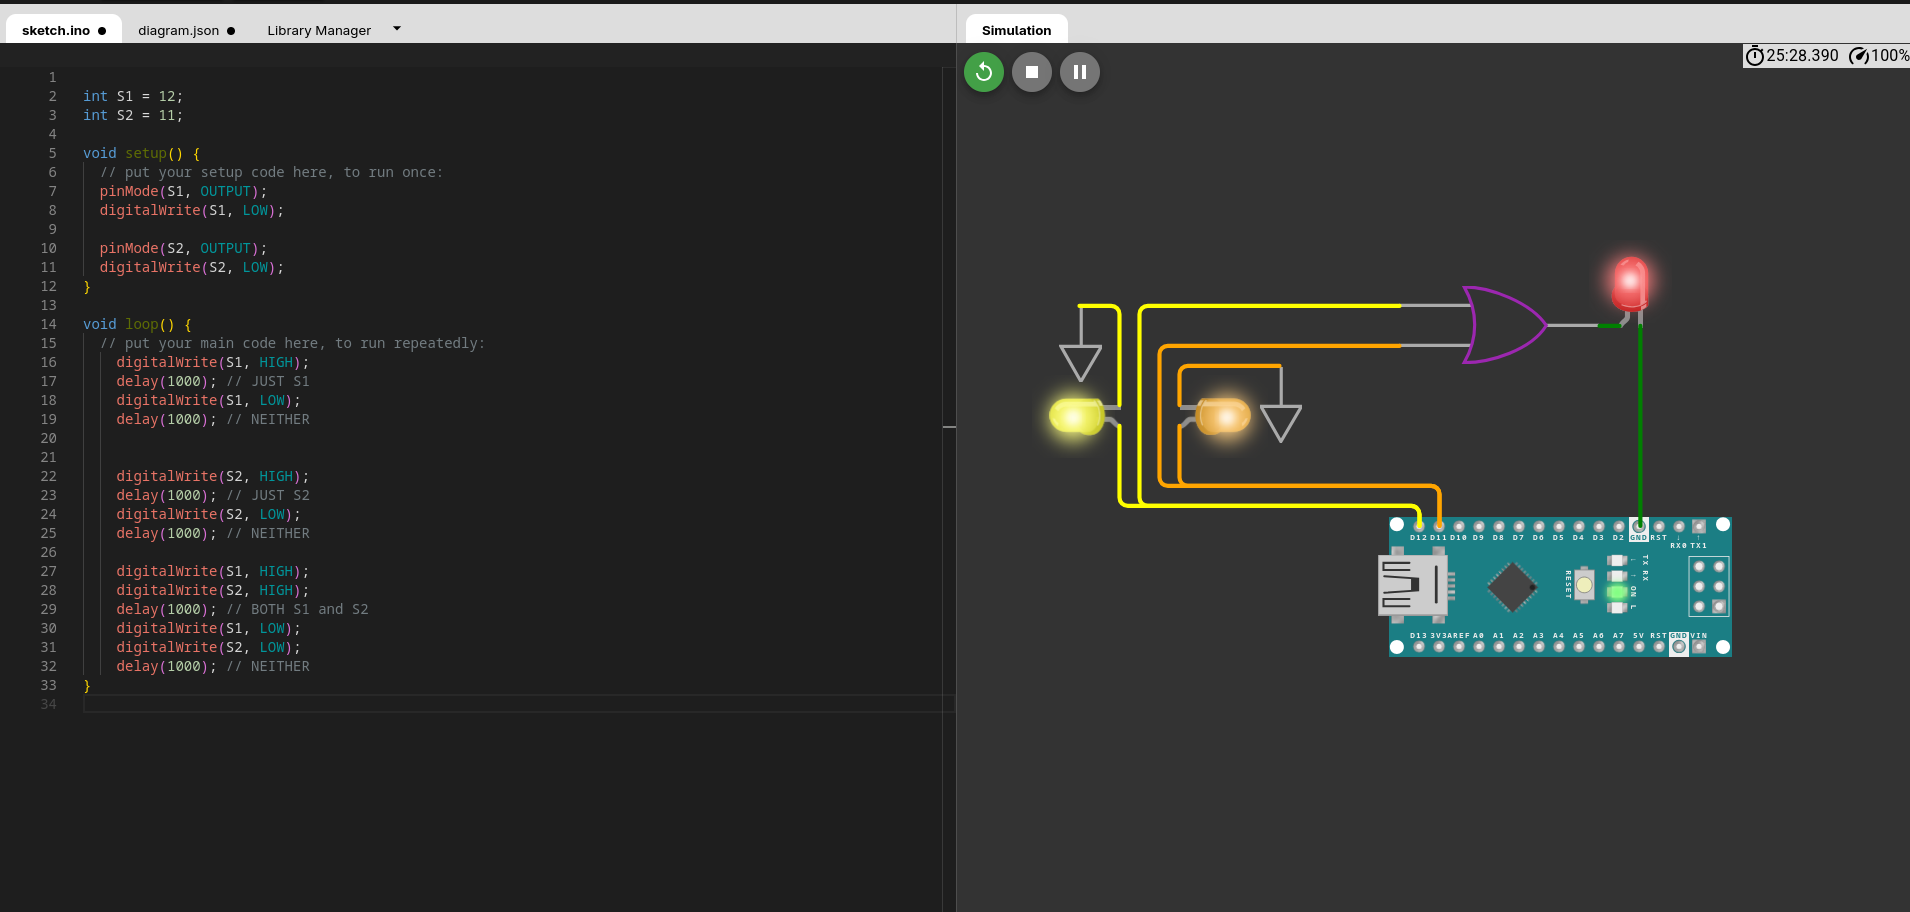 sketch.ino diagram.json Library Manager
Simulation
25:28.390 100%
1
2 int S1 = 12;
3 int S2 = 11;
4
5 void setup() {
6 // put your setup code here, to run once:
7 pinMode(S1, OUTPUT);
8 digitalWrite(S1, LOW);
9
10 pinMode(S2, OUTPUT);
11 digitalWrite(S2, LOW);
12 }
13
14 void loop() {
15 // put your main code here, to run repeatedly:
16 digitalWrite(S1, HIGH);
17 delay(1000); // JUST S1
18 digitalWrite(S1, LOW);
19 delay(1000); // NEITHER
20
21
22 digitalWrite(S2, HIGH);
23 delay(1000); // JUST S2
24 digitalWrite(S2, LOW);
25 delay(1000); // NEITHER
26
27 digitalWrite(S1, HIGH);
28 digitalWrite(S2, HIGH);
29 delay(1000); // BOTH S1 and S2
30 digitalWrite(S1, LOW);
31 digitalWrite(S2, LOW);
32 delay(1000); // NEITHER
33 }
34
D12 D11 D10 D9 D8 D7 D6 D5 D4 D3 D2 GND RST
RX0 TX1
RESET
TX RX
ON L
D13 3V3 AREF A0 A1 A2 A3 A4 A5 A6 A7 5V RST GND VIN